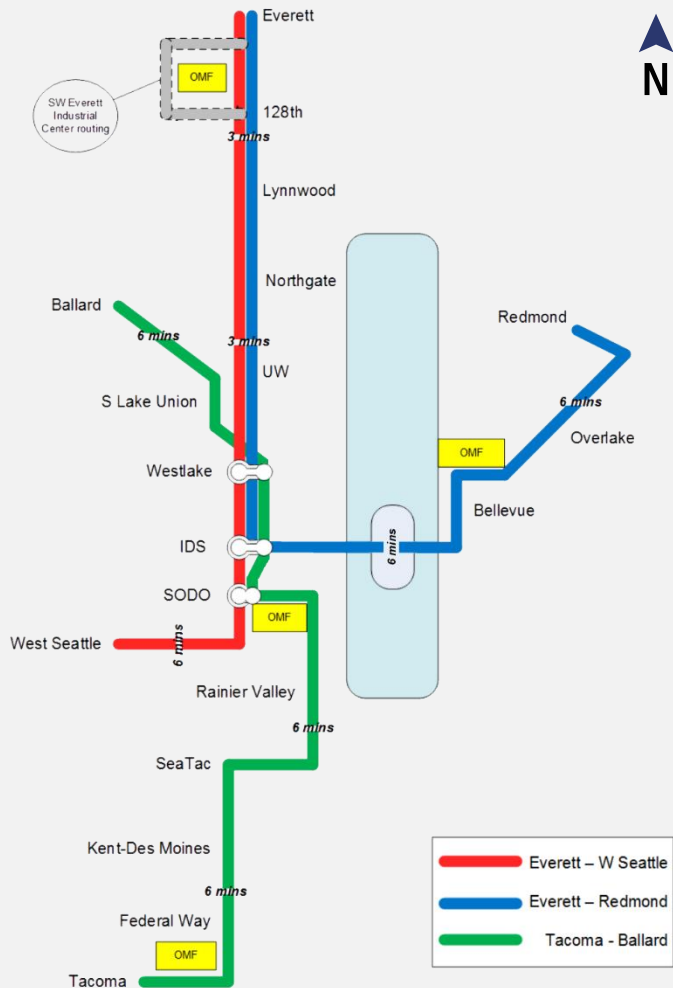 Everett
N
OMF
SW Everett
Industrial
Center routing
128th
3 mins
Lynnwood
Northgate
Ballard
6 mins
Redmond
3 mins
UW
S Lake Union
6 mins
Overlake
OMF
Westlake
Bellevue
IDS
6 mins
SODO
OMF
West Seattle
6 mins
Rainier Valley
6 mins
SeaTac
Kent-Des Moines
6 mins
Federal Way
OMF
Tacoma
Everett – W Seattle
Everett – Redmond
Tacoma - Ballard